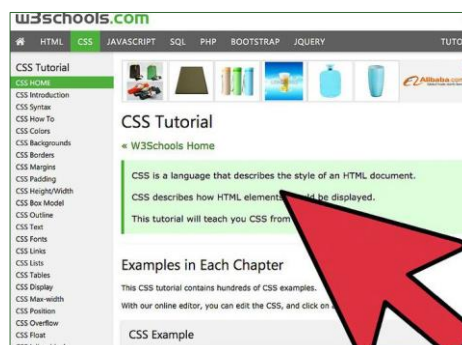 w3schools.com
HTML CSS JAVASCRIPT SQL PHP BOOTSTRAP JQUERY TUTO
CSS Tutorial
CSS HOME
CSS Introduction
CSS Syntax
CSS How To
CSS Colors
CSS Backgrounds
CSS Borders
CSS Margins
CSS Padding
CSS Height/Width
CSS Box Model
CSS Outline
CSS Text
CSS Fonts
CSS Links
CSS Lists
CSS Tables
CSS Display
CSS Max-width
CSS Position
CSS Overflow
CSS Float
Alibaba.com
CSS Tutorial
« W3Schools Home
CSS is a language that describes the style of an HTML document.
CSS describes how HTML elements be displayed.
This tutorial will teach you CSS from
Examples in Each Chapter
This CSS tutorial contains hundreds of CSS examples.
With our online editor, you can edit the CSS, and click on
CSS Example